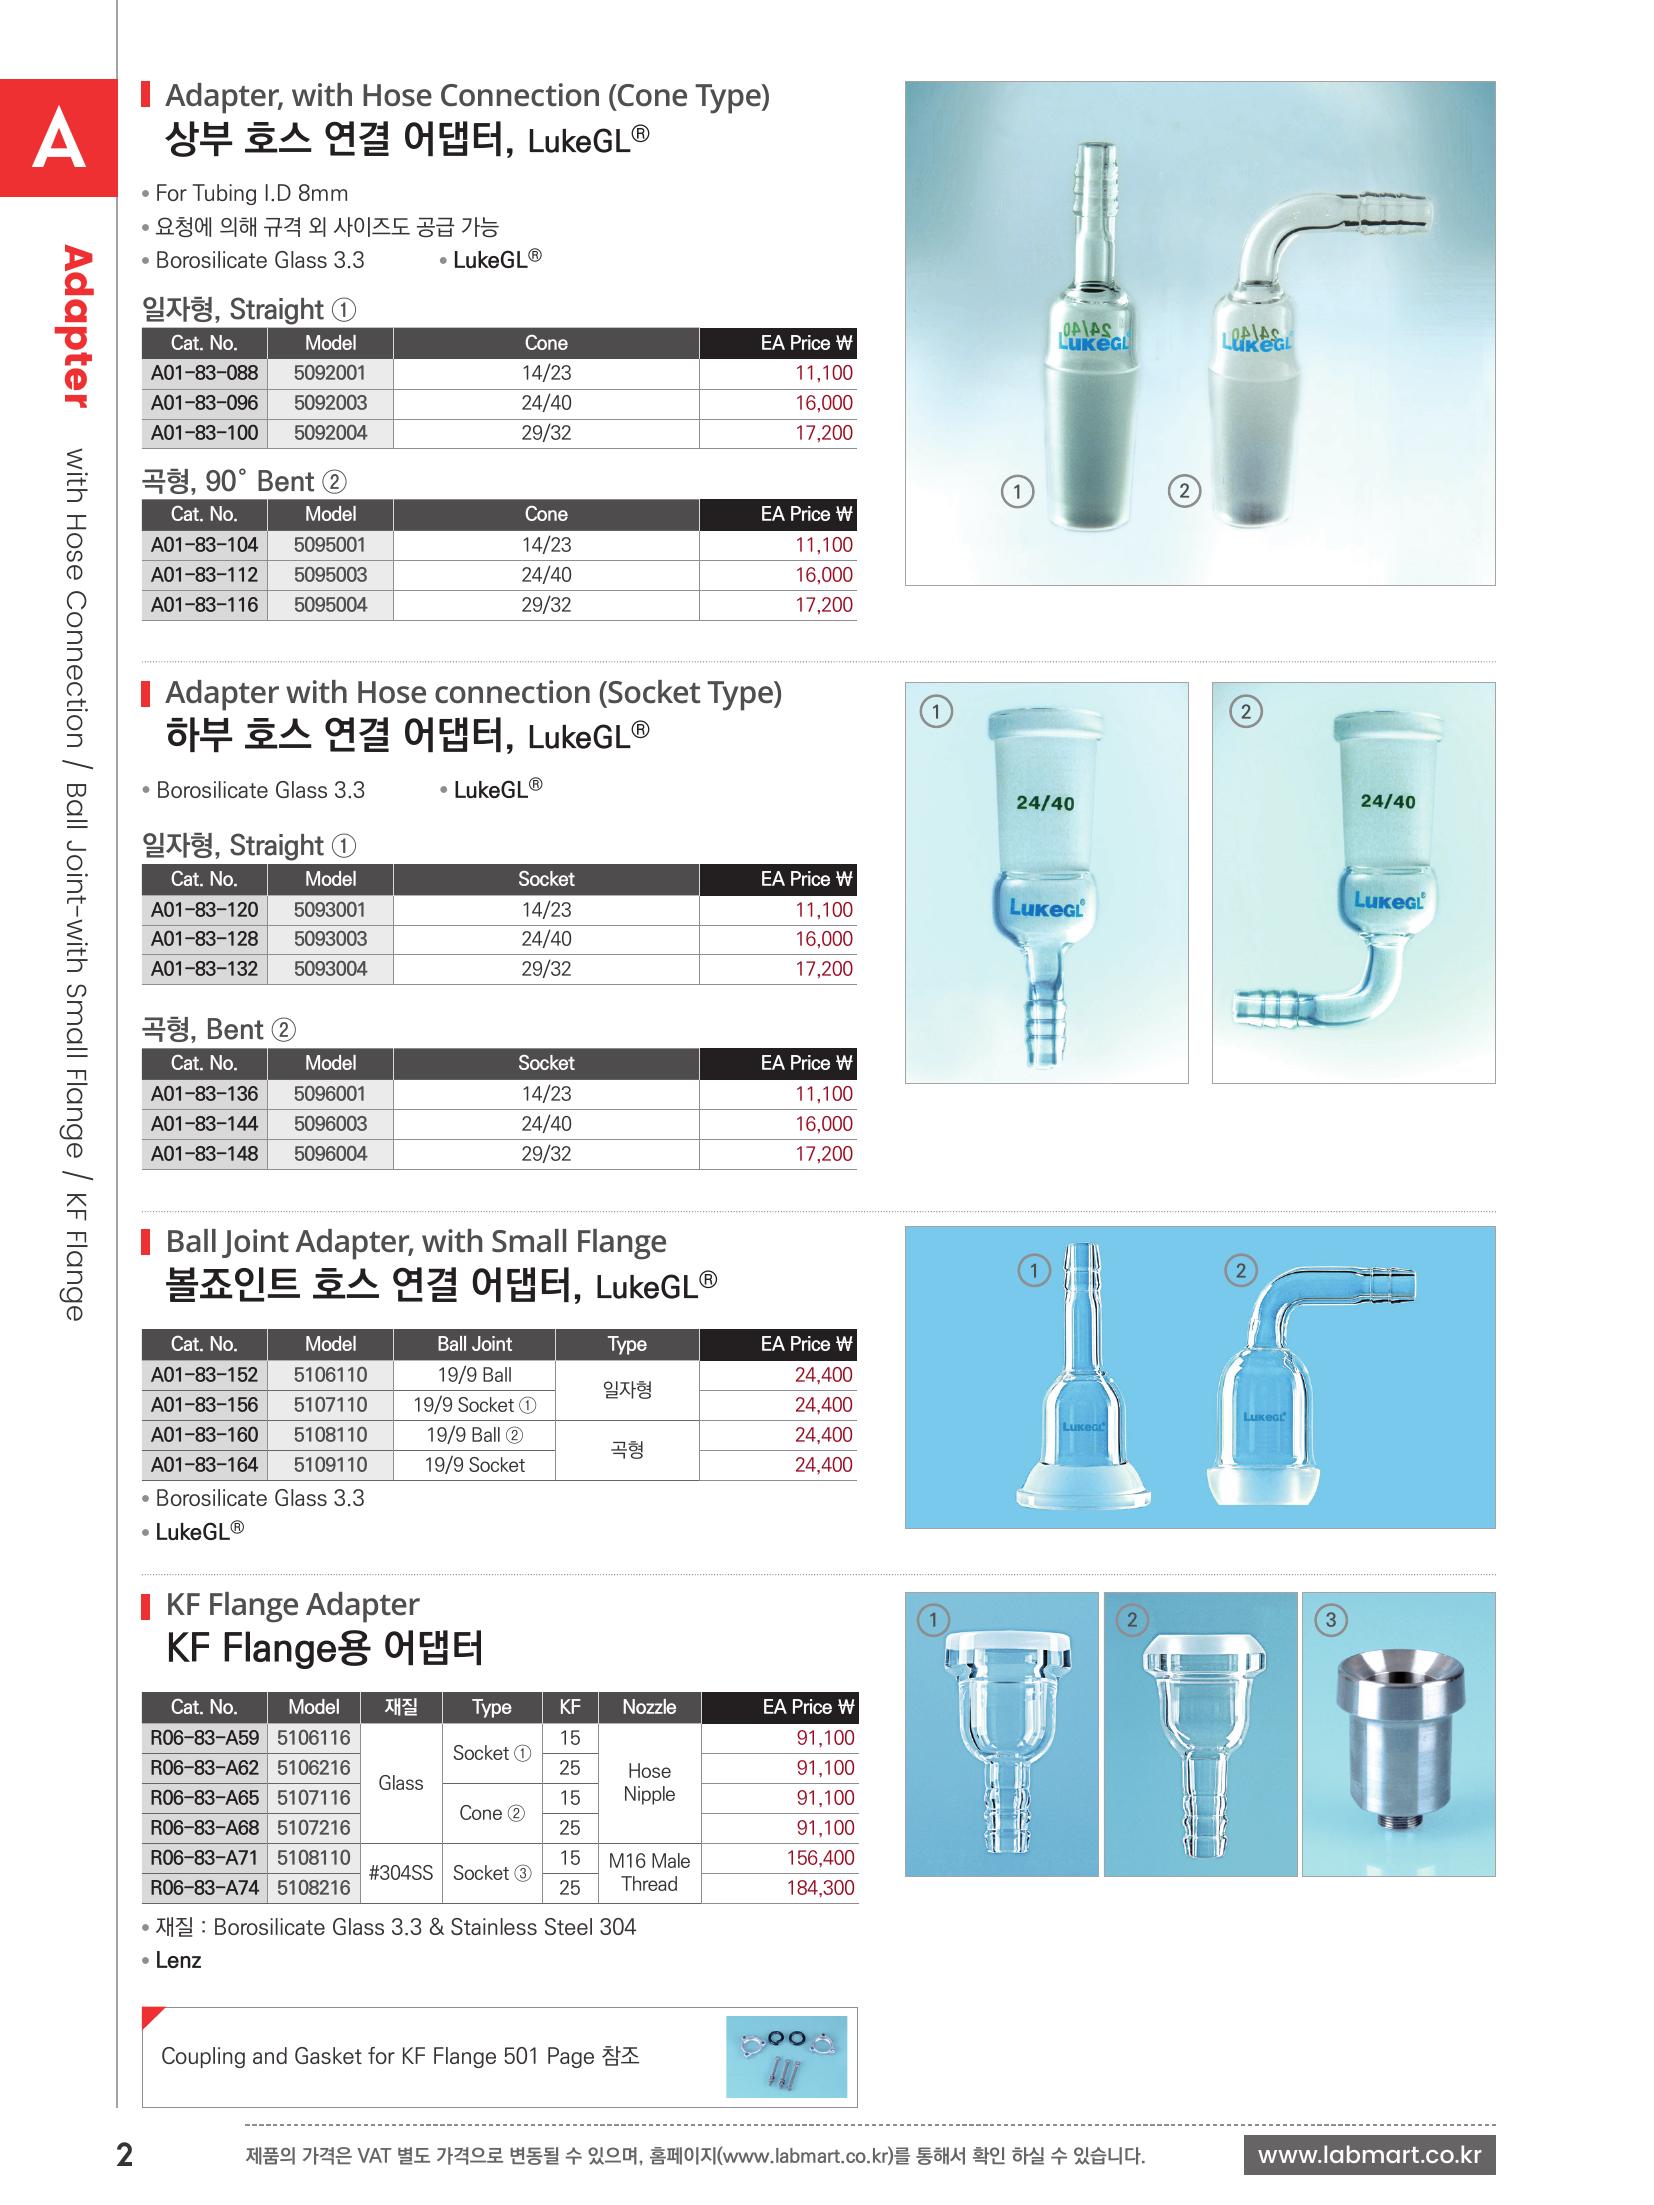 A
Adapter with Hose Connection / Ball Joint-with Small Flange / KF Flange
Adapter, with Hose Connection (Cone Type)
상부 호스 연결 어댑터, LukeGL®
• For Tubing I.D 8mm
• 요청에 의해 규격 외 사이즈도 공급 가능
• Borosilicate Glass 3.3 • LukeGL®
일자형, Straight ①
Cat. No. Model Cone EA Price ₩
A01-83-088 5092001 14/23 11,100
A01-83-096 5092003 24/40 16,000
A01-83-100 5092004 29/32 17,200
곡형, 90° Bent ②
Cat. No. Model Cone EA Price ₩
A01-83-104 5095001 14/23 11,100
A01-83-112 5095003 24/40 16,000
A01-83-116 5095004 29/32 17,200
24/40 24/40
LukeGL LukeGL
① ②
Adapter with Hose connection (Socket Type)
하부 호스 연결 어댑터, LukeGL®
• Borosilicate Glass 3.3 • LukeGL®
일자형, Straight ①
Cat. No. Model Socket EA Price ₩
A01-83-120 5093001 14/23 11,100
A01-83-128 5093003 24/40 16,000
A01-83-132 5093004 29/32 17,200
곡형, Bent ②
Cat. No. Model Socket EA Price ₩
A01-83-136 5096001 14/23 11,100
A01-83-144 5096003 24/40 16,000
A01-83-148 5096004 29/32 17,200
① ②
24/40 24/40
LukeGL® LukeGL®
Ball Joint Adapter, with Small Flange
볼죠인트 호스 연결 어댑터, LukeGL®
Cat. No. Model Ball Joint Type EA Price ₩
A01-83-152 5106110 19/9 Ball 일자형 24,400
A01-83-156 5107110 19/9 Socket ① 24,400
A01-83-160 5108110 19/9 Ball ② 곡형 24,400
A01-83-164 5109110 19/9 Socket 24,400
• Borosilicate Glass 3.3
• LukeGL®
① ②
LukeGL® LukeGL®
KF Flange Adapter
KF Flange용 어댑터
Cat. No. Model 재질 Type KF Nozzle EA Price ₩
R06-83-A59 5106116 Glass Socket ① 15 Hose Nipple 91,100
R06-83-A62 5106216 25 91,100
R06-83-A65 5107116 Cone ② 15 91,100
R06-83-A68 5107216 25 91,100
R06-83-A71 5108110 #304SS Socket ③ 15 M16 Male Thread 156,400
R06-83-A74 5108216 25 184,300
• 재질 : Borosilicate Glass 3.3 & Stainless Steel 304
• Lenz
① ② ③
Coupling and Gasket for KF Flange 501 Page 참조
2
제품의 가격은 VAT 별도 가격으로 변동될 수 있으며, 홈페이지(www.labmart.co.kr)를 통해서 확인 하실 수 있습니다.
www.labmart.co.kr